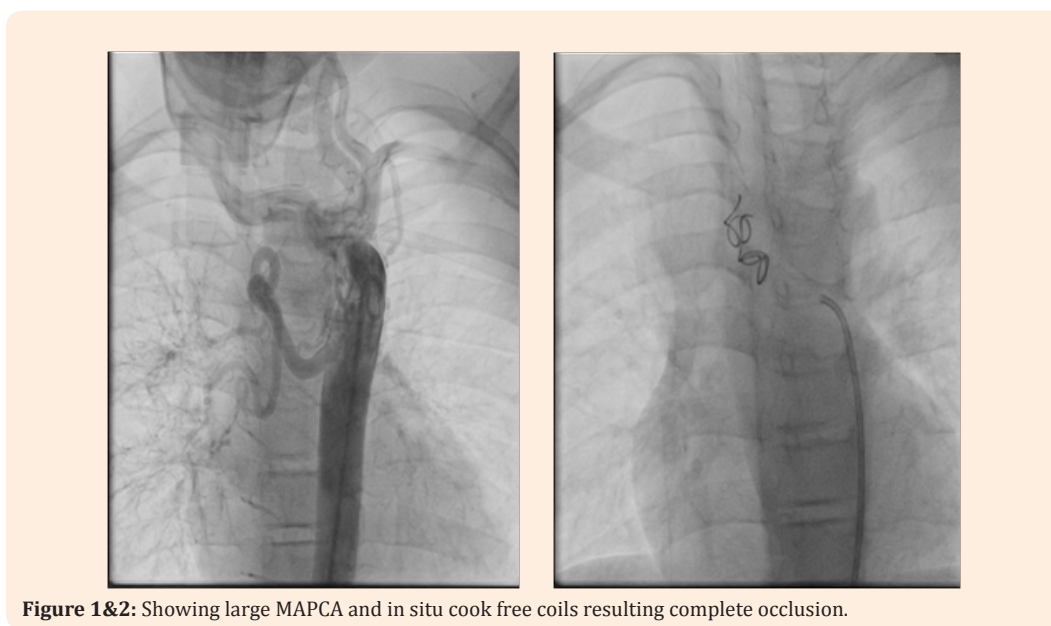 Figure 1&2: Showing large MAPCA and in situ cook free coils resulting complete occlusion.